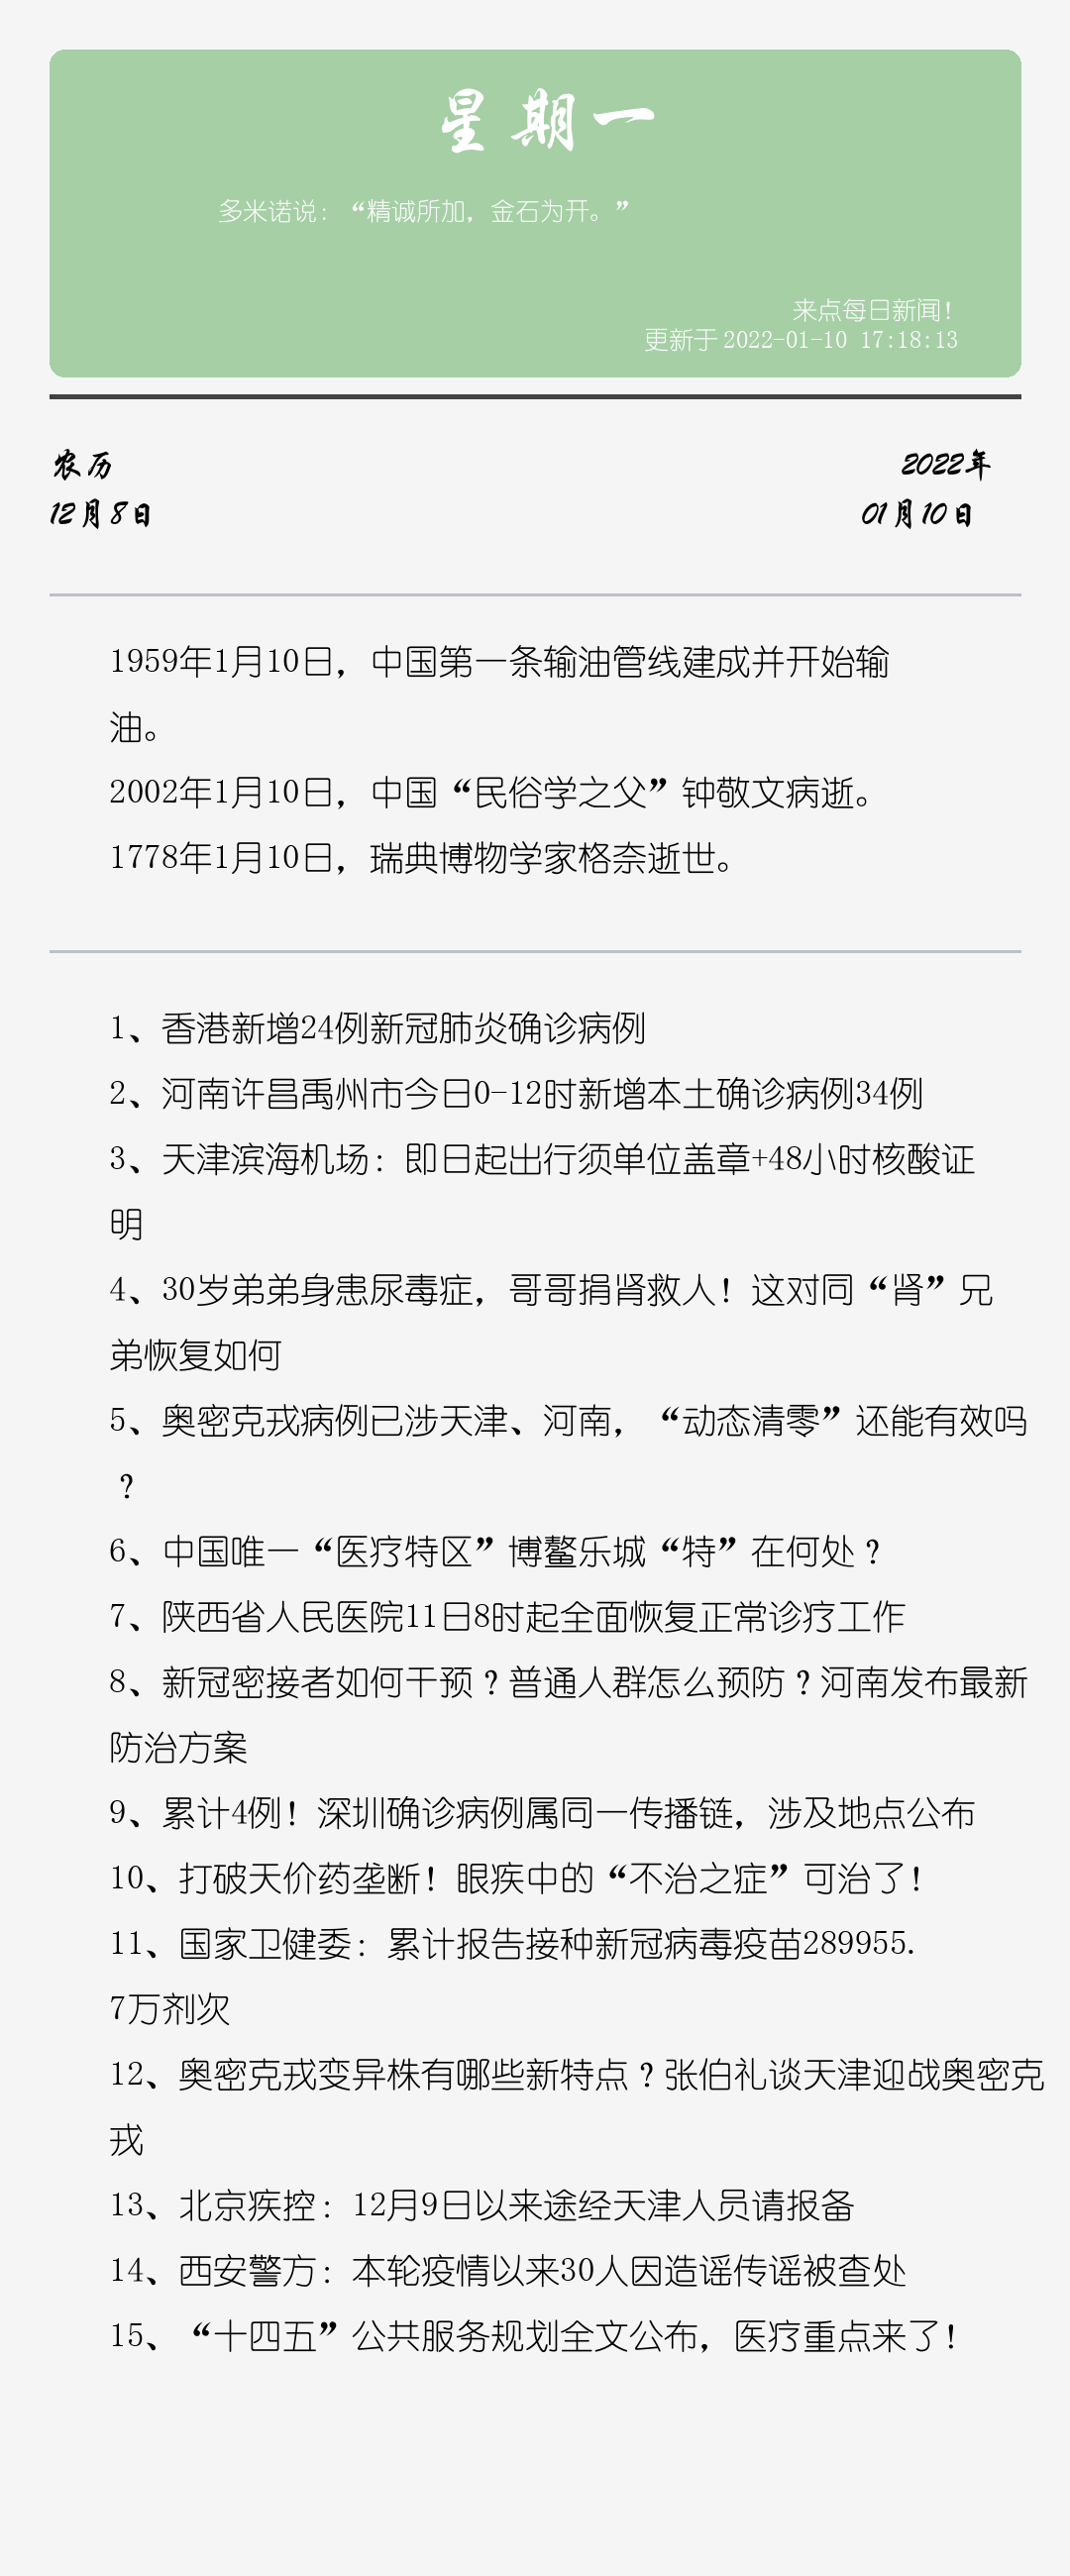 星期一
多米诺说：“精诚所加，金石为开。”
来点每日新闻！
更新于 2022-01-10 17:18:13
农历
2022年
12月8日
01月10日
1959年1月10日，中国第一条输油管线建成并开始输
油。
2002年1月10日，中国“民俗学之父”钟敬文病逝。
1778年1月10日，瑞典博物学家格奈逝世。
1、香港新增24例新冠肺炎确诊病例
2、河南许昌禹州市今日0-12时新增本土确诊病例34例
3、天津滨海机场：即日起出行须单位盖章+48小时核酸证
明
4、30岁弟弟身患尿毒症，哥哥捐肾救人！这对同“肾”兄
弟恢复如何
5、奥密克戎病例已涉天津、河南，“动态清零”还能有效吗
？
6、中国唯一“医疗特区”博鳌乐城“特”在何处？
7、陕西省人民医院11日8时起全面恢复正常诊疗工作
8、新冠密接者如何干预？普通人群怎么预防？河南发布最新
防治方案
9、累计4例！深圳确诊病例属同一传播链，涉及地点公布
10、打破天价药垄断！眼疾中的“不治之症”可治了！
11、国家卫健委：累计报告接种新冠病毒疫苗289955.
7万剂次
12、奥密克戎变异株有哪些新特点？张伯礼谈天津迎战奥密克
戎
13、北京疾控：12月9日以来途经天津人员请报备
14、西安警方：本轮疫情以来30人因造谣传谣被查处
15、“十四五”公共服务规划全文公布，医疗重点来了！